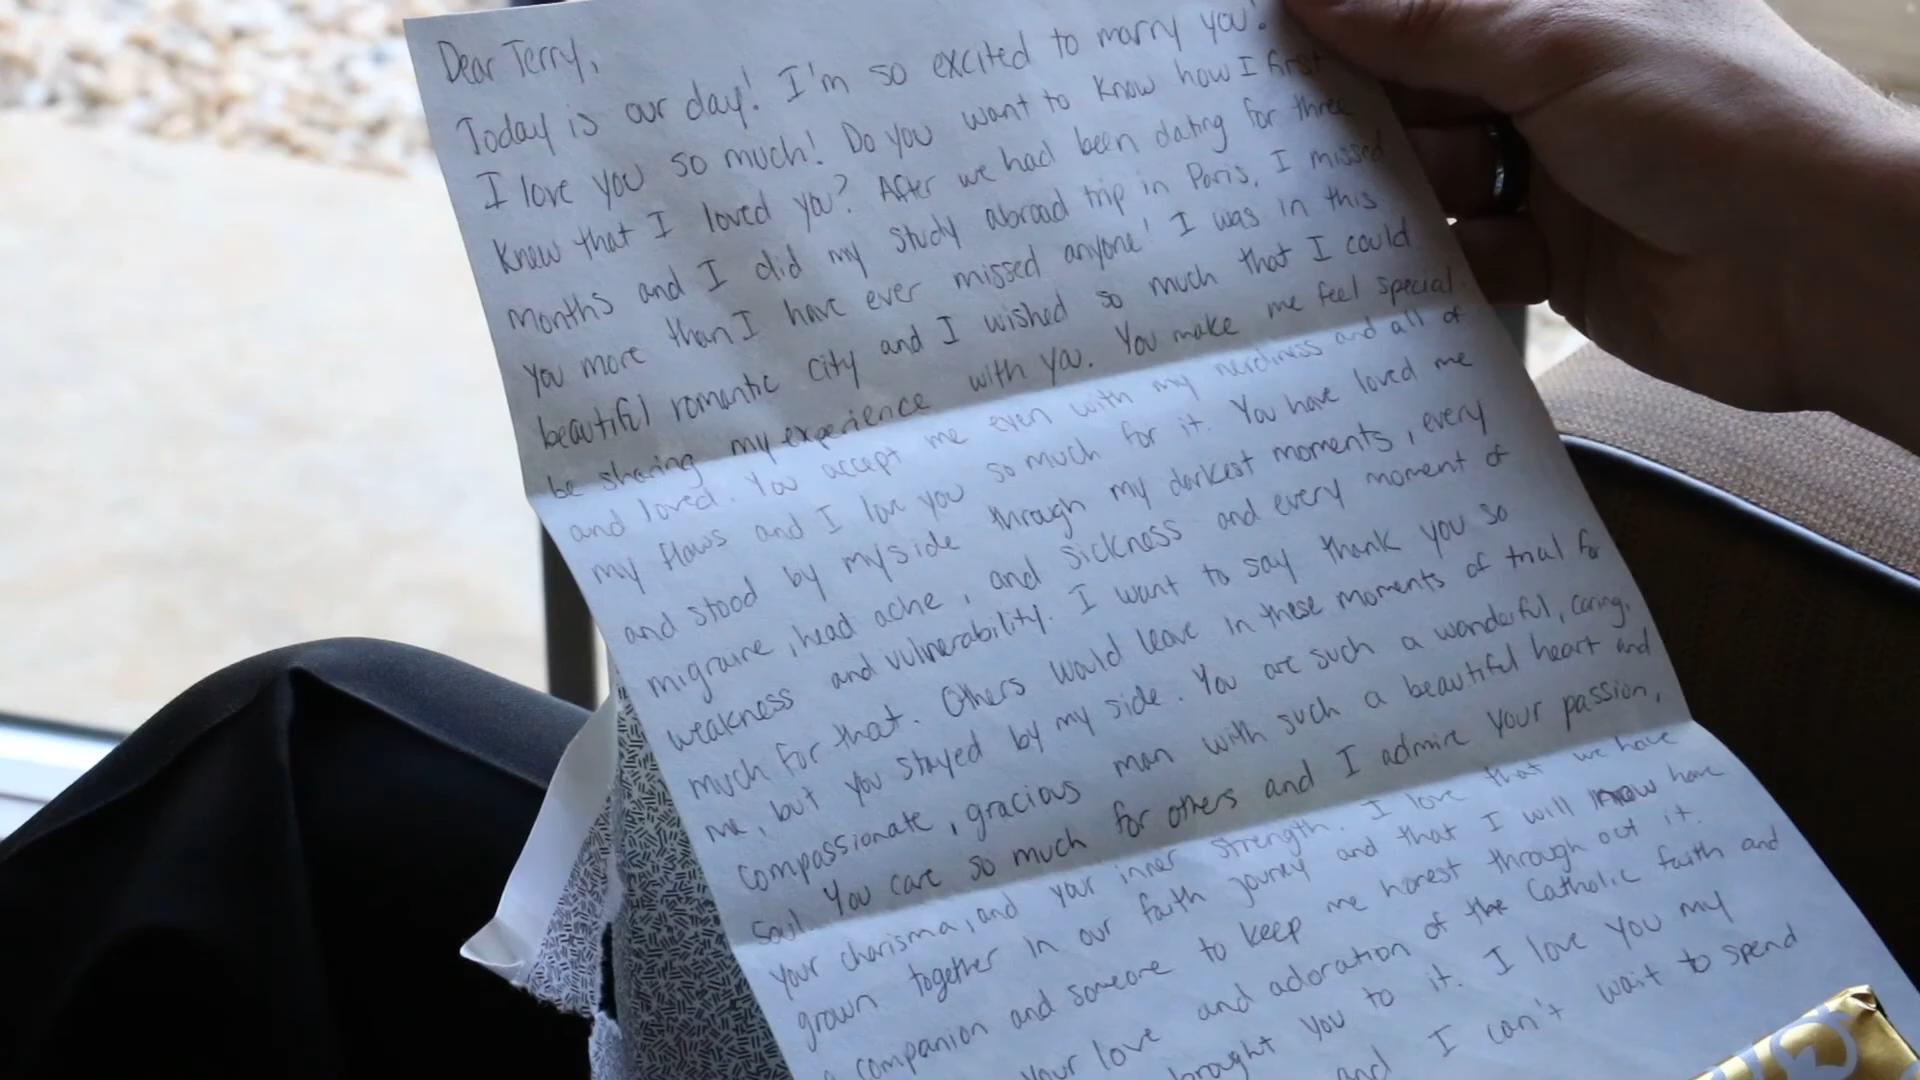 Dear Terry,
Today is our day! I'm so excited to marry you!
I love you so much! Do you want to know how I first
knew that I loved you? After we had been dating for three
months and I did my study abroad trip in Paris, I missed
you more than I have ever missed anyone! I was in this
beautiful romantic city and I wished so much that I could
be sharing my experience with you. You make me feel special
and loved. You accept me even with my nerdiness and all of
my flaws and I love you so much for it. You have loved me
and stood by my side through my darkest moments, every
migraine, head ache, and sickness and every moment of
weakness and vulnerability. I want to say thank you so
much for that. Others would leave in these moments of trial for
me, but you stayed by my side. You are such a wonderful, caring,
compassionate, gracious man with such a beautiful heart and
soul. You care so much for others and I admire your passion,
your charisma, and your inner strength. I love that we have
grown together in our faith journey and that I will now have
a companion and someone to keep me honest through out it.
your love and adoration of the Catholic faith and
brought you to it. I love you my
and I can't wait to spend